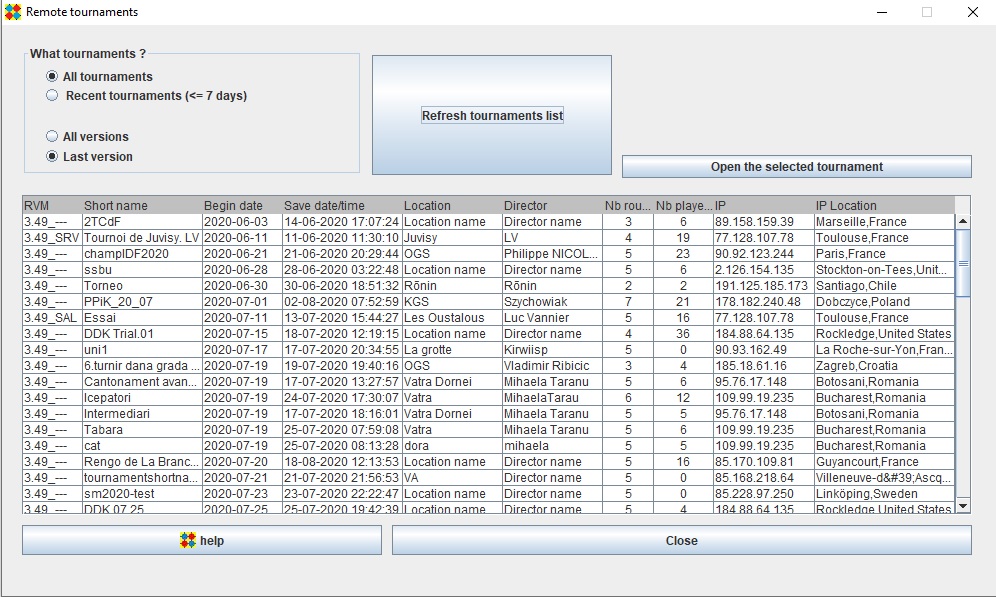 Remote tournaments
What tournaments ?
All tournaments
Recent tournaments (<= 7 days)
All versions
Last version
Refresh tournaments list
Open the selected tournament
RVM Short name Begin date Save date/time Location Director Nb rou... Nb playe... IP IP Location
3.49_--- 2TCdF 2020-06-03 14-06-2020 17:07:24 Location name Director name 3 6 89.158.159.39 Marseille,France
3.49_SRV Tournoi de Juvisy. LV 2020-06-11 11-06-2020 11:30:10 Juvisy LV 4 19 77.128.107.78 Toulouse,France
3.49_--- champIDF2020 2020-06-21 21-06-2020 20:29:44 OGS Philippe NICOL... 5 23 90.92.123.244 Paris,France
3.49_--- ssbu 2020-06-28 28-06-2020 03:22:48 Location name Director name 5 6 2.126.154.135 Stockton-on-Tees,Unit...
3.49_--- Torneo 2020-06-30 30-06-2020 18:51:32 Rōnin Rōnin 2 2 191.125.185.173 Santiago,Chile
3.49_--- PPiK_20_07 2020-07-01 02-08-2020 07:52:59 KGS Szychowiak 7 21 178.182.240.48 Dobczyce,Poland
3.49_SAL Essai 2020-07-11 13-07-2020 15:44:27 Les Oustalous Luc Vannier 5 16 77.128.107.78 Toulouse,France
3.49_--- DDK Trial.01 2020-07-15 18-07-2020 12:19:15 Location name Director name 4 36 184.88.64.135 Rockledge,United States
3.49_--- uni1 2020-07-17 17-07-2020 20:34:55 La grotte Kirwiisp 5 0 90.93.162.49 La Roche-sur-Yon,Fran...
3.49_--- 6.turnir dana grada ... 2020-07-19 19-07-2020 19:40:16 OGS Vladimir Ribicic 3 4 185.18.61.16 Zagreb,Croatia
3.49_--- Cantonament avan... 2020-07-19 17-07-2020 13:27:57 Vatra Dornei Mihaela Taranu 5 6 95.76.17.148 Botosani,Romania
3.49_--- Icepatori 2020-07-19 24-07-2020 17:30:07 Vatra MihaelaTarau 6 12 109.99.19.235 Bucharest,Romania
3.49_--- Intermediari 2020-07-19 17-07-2020 18:16:01 Vatra Dornei Mihaela Taranu 5 5 95.76.17.148 Botosani,Romania
3.49_--- Tabara 2020-07-19 25-07-2020 07:59:08 Vatra Mihaela Taranu 5 6 109.99.19.235 Bucharest,Romania
3.49_--- cat 2020-07-19 25-07-2020 08:13:28 dora mihaela 5 5 109.99.19.235 Bucharest,Romania
3.49_--- Rengo de La Branc... 2020-07-20 18-08-2020 12:13:53 Location name Director name 5 16 85.170.109.81 Guyancourt,France
3.49_--- tournamentshortna... 2020-07-21 21-07-2020 21:56:53 VA Director name 5 0 85.168.218.64 Villeneuve-d&#39;Ascq...
3.49_--- sm2020-test 2020-07-23 23-07-2020 22:22:47 Location name Director name 5 0 85.228.97.250 Linköping,Sweden
3.49_--- DDK 07 25 2020-07-25 25-07-2020 19:42:39 Location name Director name 5 4 184.88.64.135 Rockledge,United States
help
Close